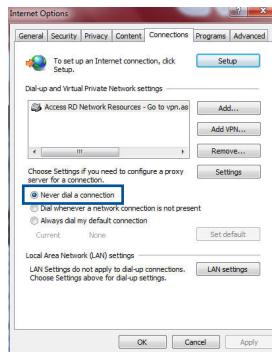 Internet Options
General Security Privacy Content Connections Programs Advanced
To set up an Internet connection, click Setup.
Setup
Dial-up and Virtual Private Network settings
Access RD Network Resources - Go to vpn.as
Add...
Add VPN...
Remove...
Choose Settings if you need to configure a proxy
server for a connection.
Settings
Never dial a connection
Dial whenever a network connection is not present
Always dial my default connection
Current None
Set default
Local Area Network (LAN) settings
LAN Settings do not apply to dial-up connections.
Choose Settings above for dial-up settings.
LAN settings
OK Cancel Apply